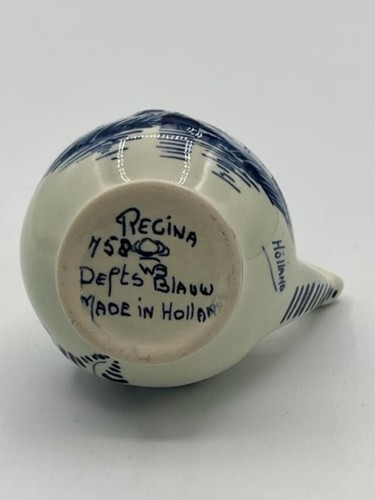 Regina
758
WB
Delfts Blauw
Made in Holland
Holland